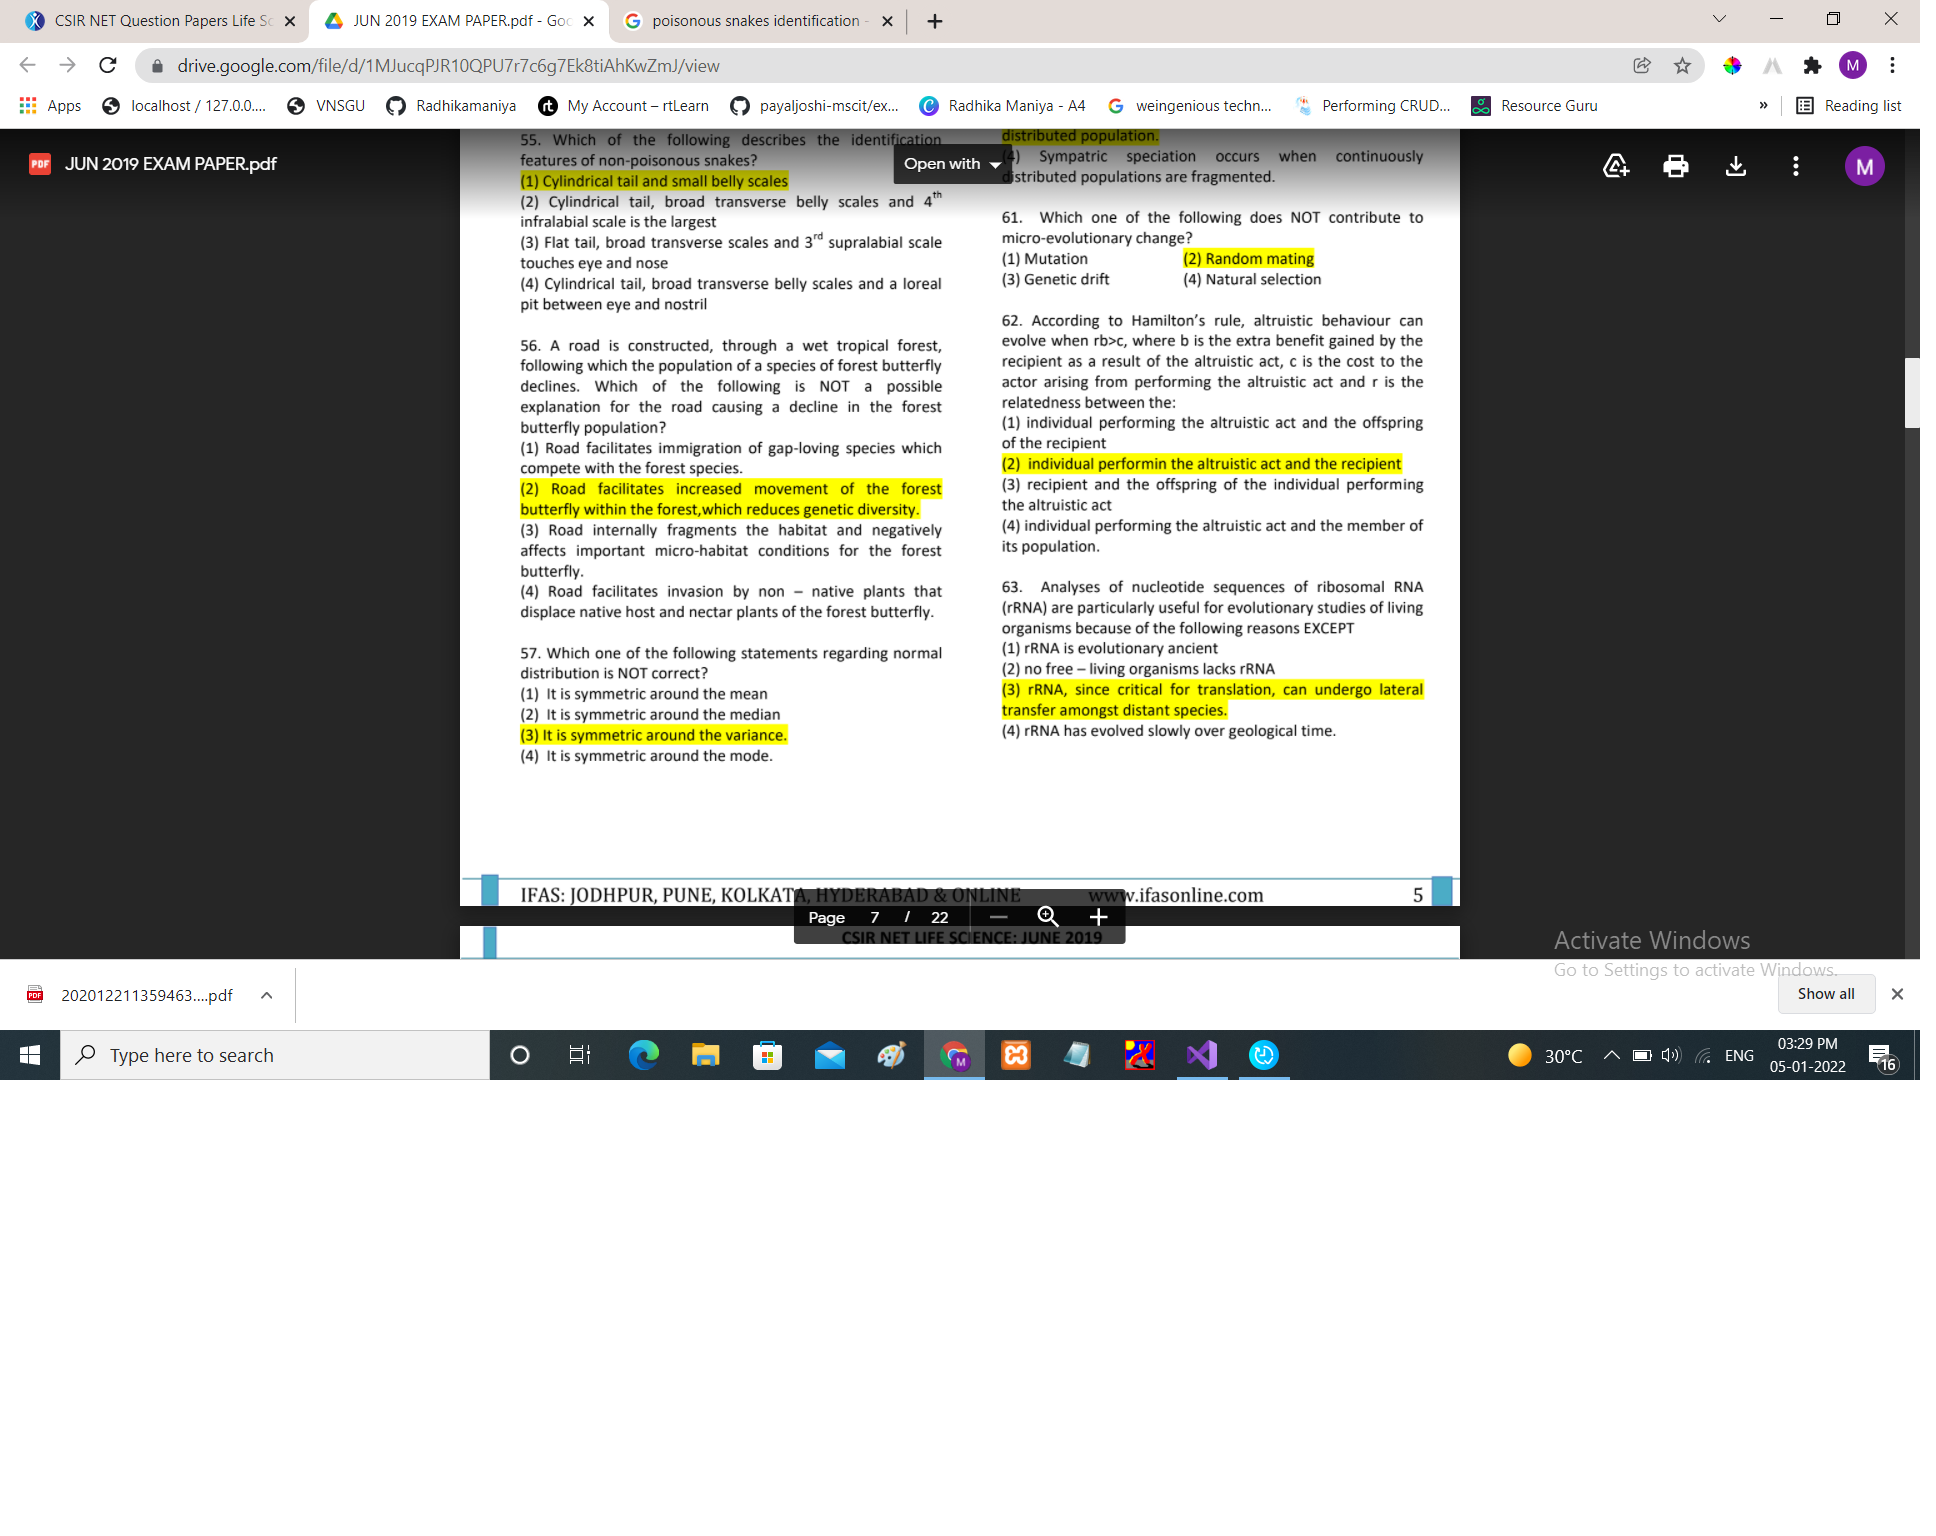 CSIR NET Question Papers Life Sc
JUN 2019 EXAM PAPER.pdf - Goo
poisonous snakes identification -
drive.google.com/file/d/1MJucqPJR10QPU7r7c6g7Ek8tiAhKwZmJ/view
M
Apps
localhost / 127.0.0....
VNSGU
Radhikamaniya
My Account – rtLearn
payaljoshi-mscit/ex...
Radhika Maniya - A4
weingenious techn...
Performing CRUD...
Resource Guru
»
Reading list
PDF JUN 2019 EXAM PAPER.pdf
Open with
M
55. Which of the following describes the identification
features of non-poisonous snakes?
(1) Cylindrical tail and small belly scales
(2) Cylindrical tail, broad transverse belly scales and 4th
infralabial scale is the largest
(3) Flat tail, broad transverse scales and 3rd supralabial scale
touches eye and nose
(4) Cylindrical tail, broad transverse belly scales and a loreal
pit between eye and nostril
56. A road is constructed, through a wet tropical forest,
following which the population of a species of forest butterfly
declines. Which of the following is NOT a possible
explanation for the road causing a decline in the forest
butterfly population?
(1) Road facilitates immigration of gap-loving species which
compete with the forest species.
(2) Road facilitates increased movement of the forest
butterfly within the forest,which reduces genetic diversity.
(3) Road internally fragments the habitat and negatively
affects important micro-habitat conditions for the forest
butterfly.
(4) Road facilitates invasion by non – native plants that
displace native host and nectar plants of the forest butterfly.
57. Which one of the following statements regarding normal
distribution is NOT correct?
(1) It is symmetric around the mean
(2) It is symmetric around the median
(3) It is symmetric around the variance.
(4) It is symmetric around the mode.
distributed population.
(4) Sympatric speciation occurs when continuously
distributed populations are fragmented.
61. Which one of the following does NOT contribute to
micro-evolutionary change?
(1) Mutation (2) Random mating
(3) Genetic drift (4) Natural selection
62. According to Hamilton's rule, altruistic behaviour can
evolve when rb>c, where b is the extra benefit gained by the
recipient as a result of the altruistic act, c is the cost to the
actor arising from performing the altruistic act and r is the
relatedness between the:
(1) individual performing the altruistic act and the offspring
of the recipient
(2) individual performin the altruistic act and the recipient
(3) recipient and the offspring of the individual performing
the altruistic act
(4) individual performing the altruistic act and the member of
its population.
63. Analyses of nucleotide sequences of ribosomal RNA
(rRNA) are particularly useful for evolutionary studies of living
organisms because of the following reasons EXCEPT
(1) rRNA is evolutionary ancient
(2) no free – living organisms lacks rRNA
(3) rRNA, since critical for translation, can undergo lateral
transfer amongst distant species.
(4) rRNA has evolved slowly over geological time.
IFAS: JODHPUR, PUNE, KOLKATA, HYDERABAD & ONLINE www.ifasonline.com 5
Page 7 / 22
CSIR NET LIFE SCIENCE: JUNE 2019
Activate Windows
Go to Settings to activate Windows.
PDF 202012211359463....pdf
Show all
Type here to search
30°C
ENG
03:29 PM
05-01-2022
16